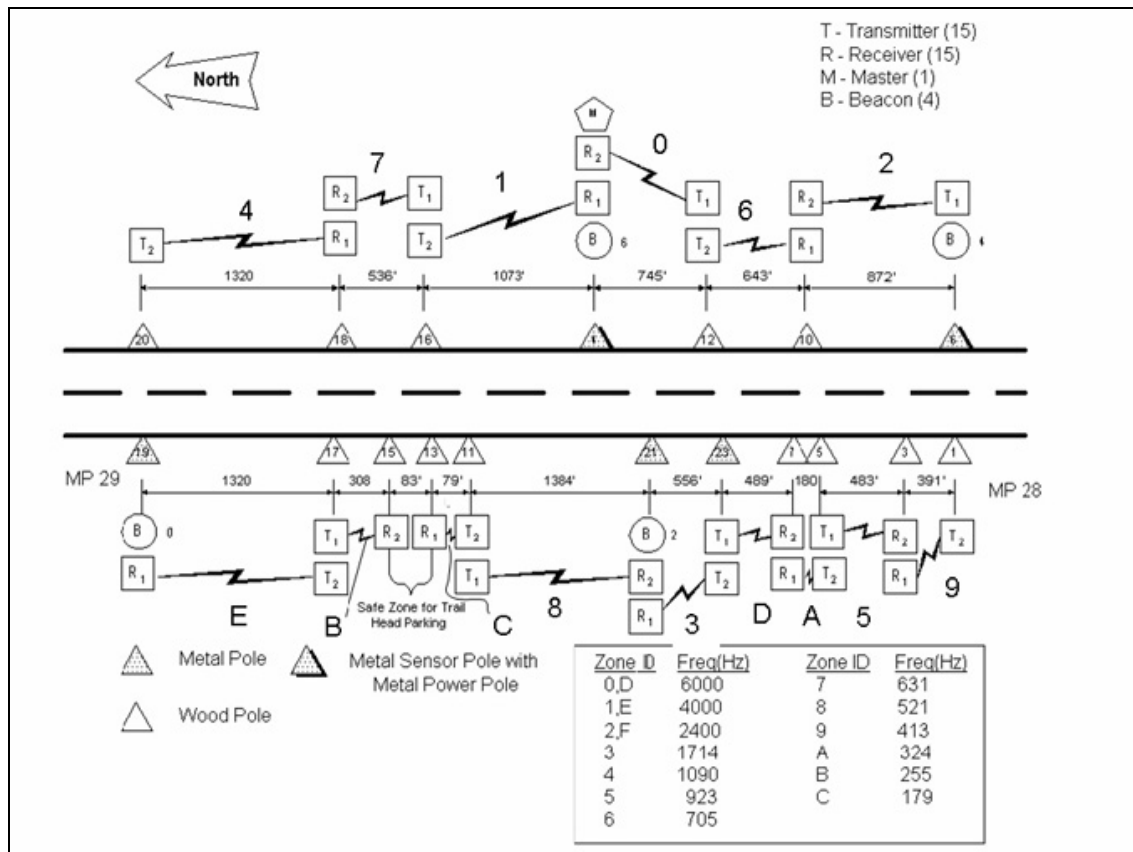 T - Transmitter (15)
R - Receiver (15)
M - Master (1)
B - Beacon (4)
North
M
R2 0
7 R2 T1 1 R1 T1 6 R2 2 T1
4 T2 R1 T2 B 6 T2 R1 B
1320 536' 1073' 745' 643' 872'
20 18 16 12 10 6
19 17 15 13 11 21 23 7 5 3 1
MP 29 MP 28
1320 308 83' 79' 1384' 556' 489' 180 483' 391'
B 0 T1 R2 R1 T2 B 2 T1 R2 T1 R2 T2
R1 T2 T1 R2 T2 R1 T2 R1
E B C 8 R1 3 D A 5 9
Safe Zone for Trail
Head Parking
Metal Pole
Metal Sensor Pole with
Metal Power Pole
Wood Pole
Zone ID Freq(Hz) Zone ID Freq(Hz)
0,D 6000 7 631
1,E 4000 8 521
2,F 2400 9 413
3 1714 A 324
4 1090 B 255
5 923 C 179
6 705